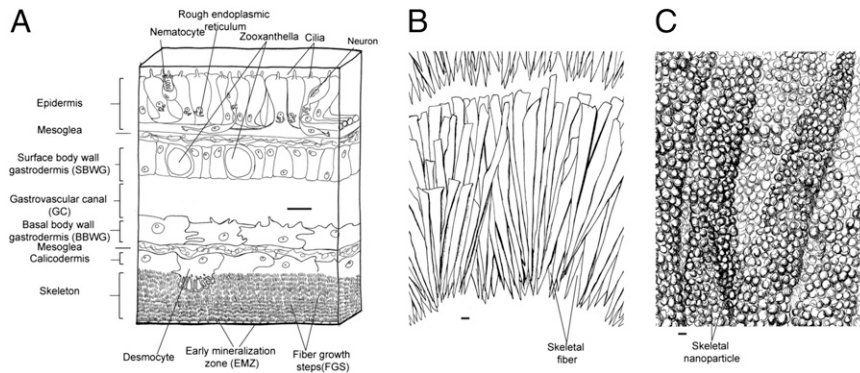 A
Rough endoplasmic
reticulum
Nematocyte
Zooxanthella
Cilia
Neuron
Epidermis
Mesoglea
Surface body wall
gastrodermis (SBWG)
Gastrovascular canal
(GC)
Basal body wall
gastrodermis (BBWG)
Mesoglea
Calicodermis
Skeleton
Desmocyte
Early mineralization
zone (EMZ)
Fiber growth
steps(FGS)
B
Skeletal
fiber
C
Skeletal
nanoparticle